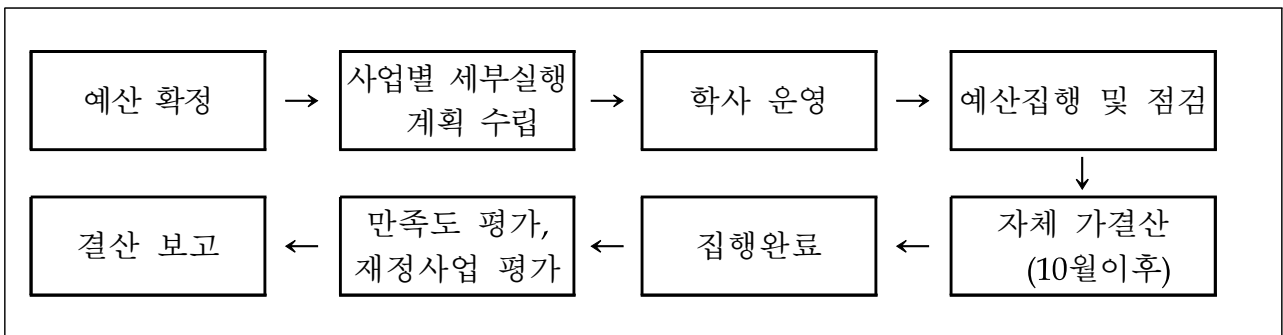 예산 확정
→
사업별 세부실행
계획 수립
→
학사 운영
→
예산집행 및 점검
↓
자체 가결산
(10월이후)
←
집행완료
←
만족도 평가,
재정사업 평가
←
결산 보고